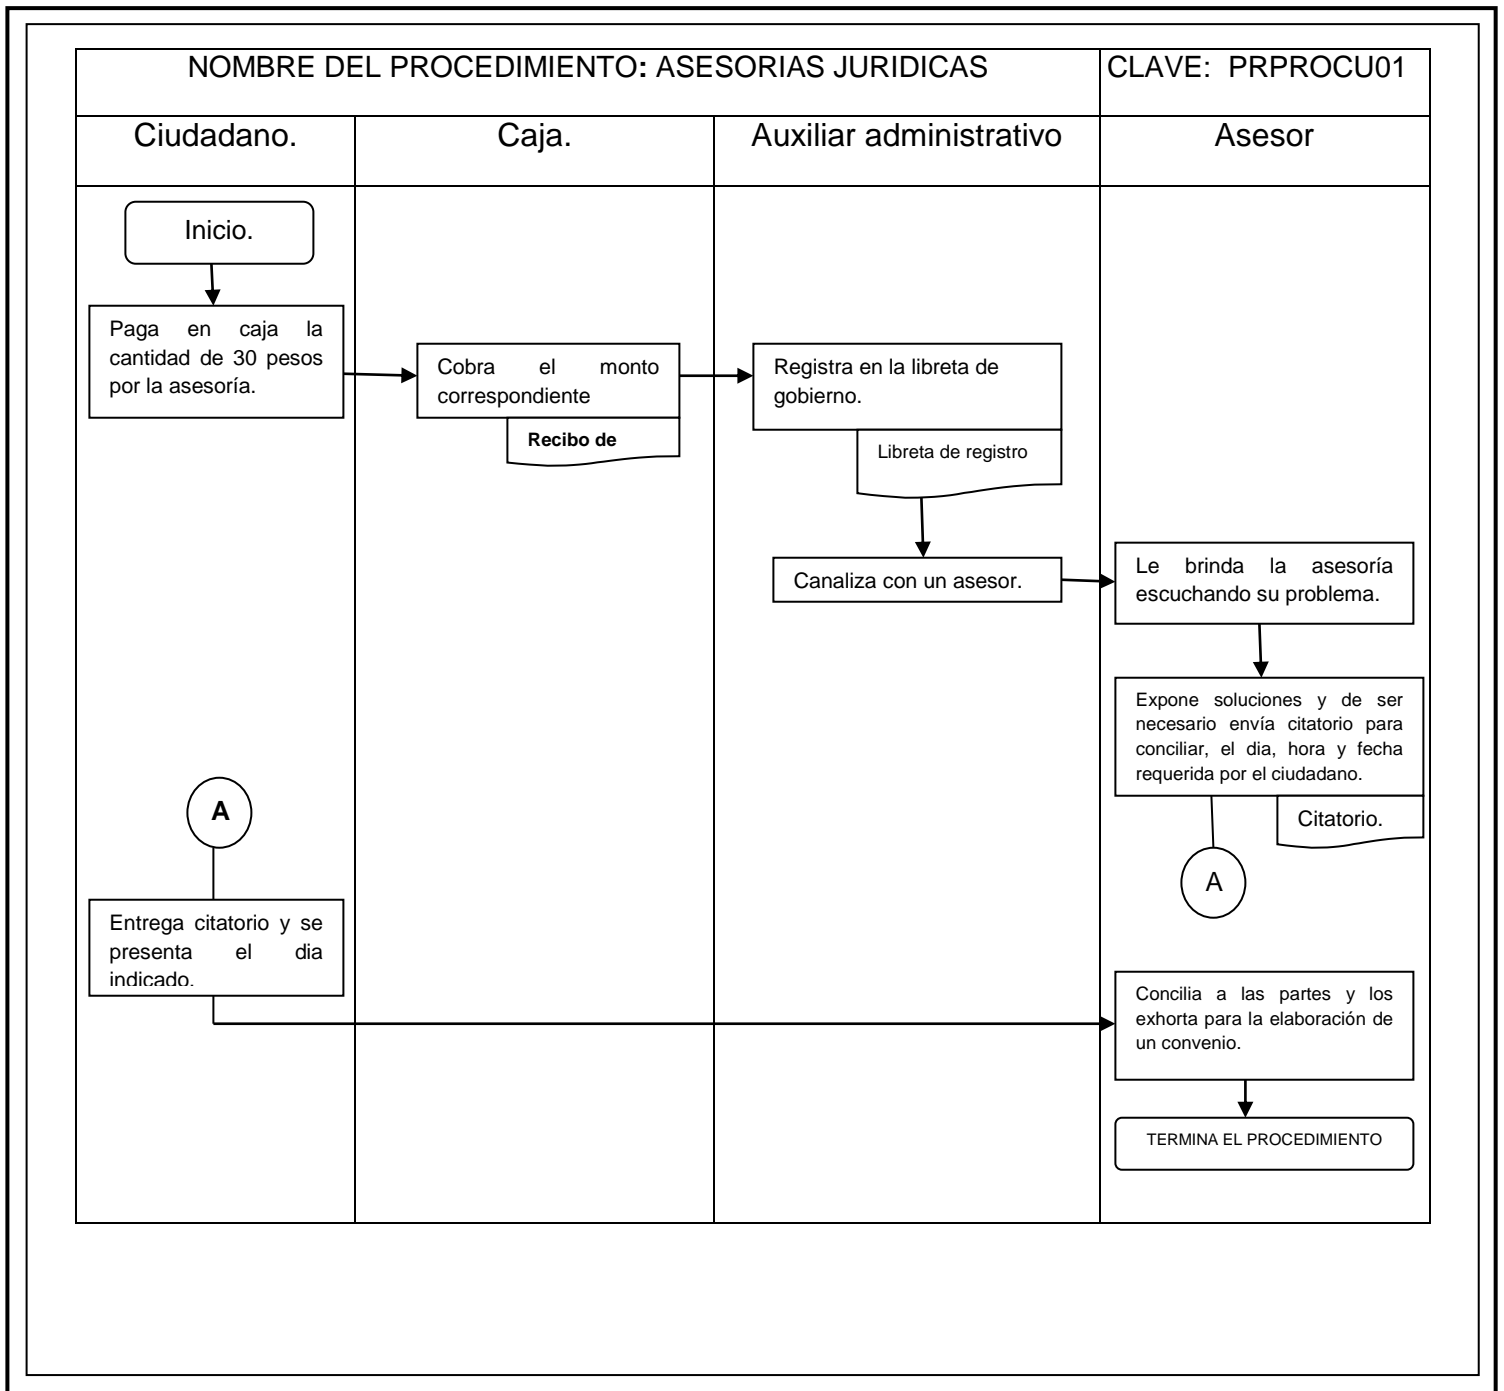 NOMBRE DEL PROCEDIMIENTO: ASESORIAS JURIDICAS
CLAVE: PRPROCU01
Ciudadano.
Caja.
Auxiliar administrativo
Asesor
Inicio.
Paga en caja la
cantidad de 30 pesos
por la asesoría.
Cobra el monto
correspondiente
Recibo de
Registra en la libreta de
gobierno.
Libreta de registro
Canaliza con un asesor.
Le brinda la asesoría
escuchando su problema.
Expone soluciones y de ser
necesario envía citatorio para
conciliar, el dia, hora y fecha
requerida por el ciudadano.
Citatorio.
A
A
Entrega citatorio y se
presenta el dia
indicado.
Concilia a las partes y los
exhorta para la elaboración de
un convenio.
TERMINA EL PROCEDIMIENTO